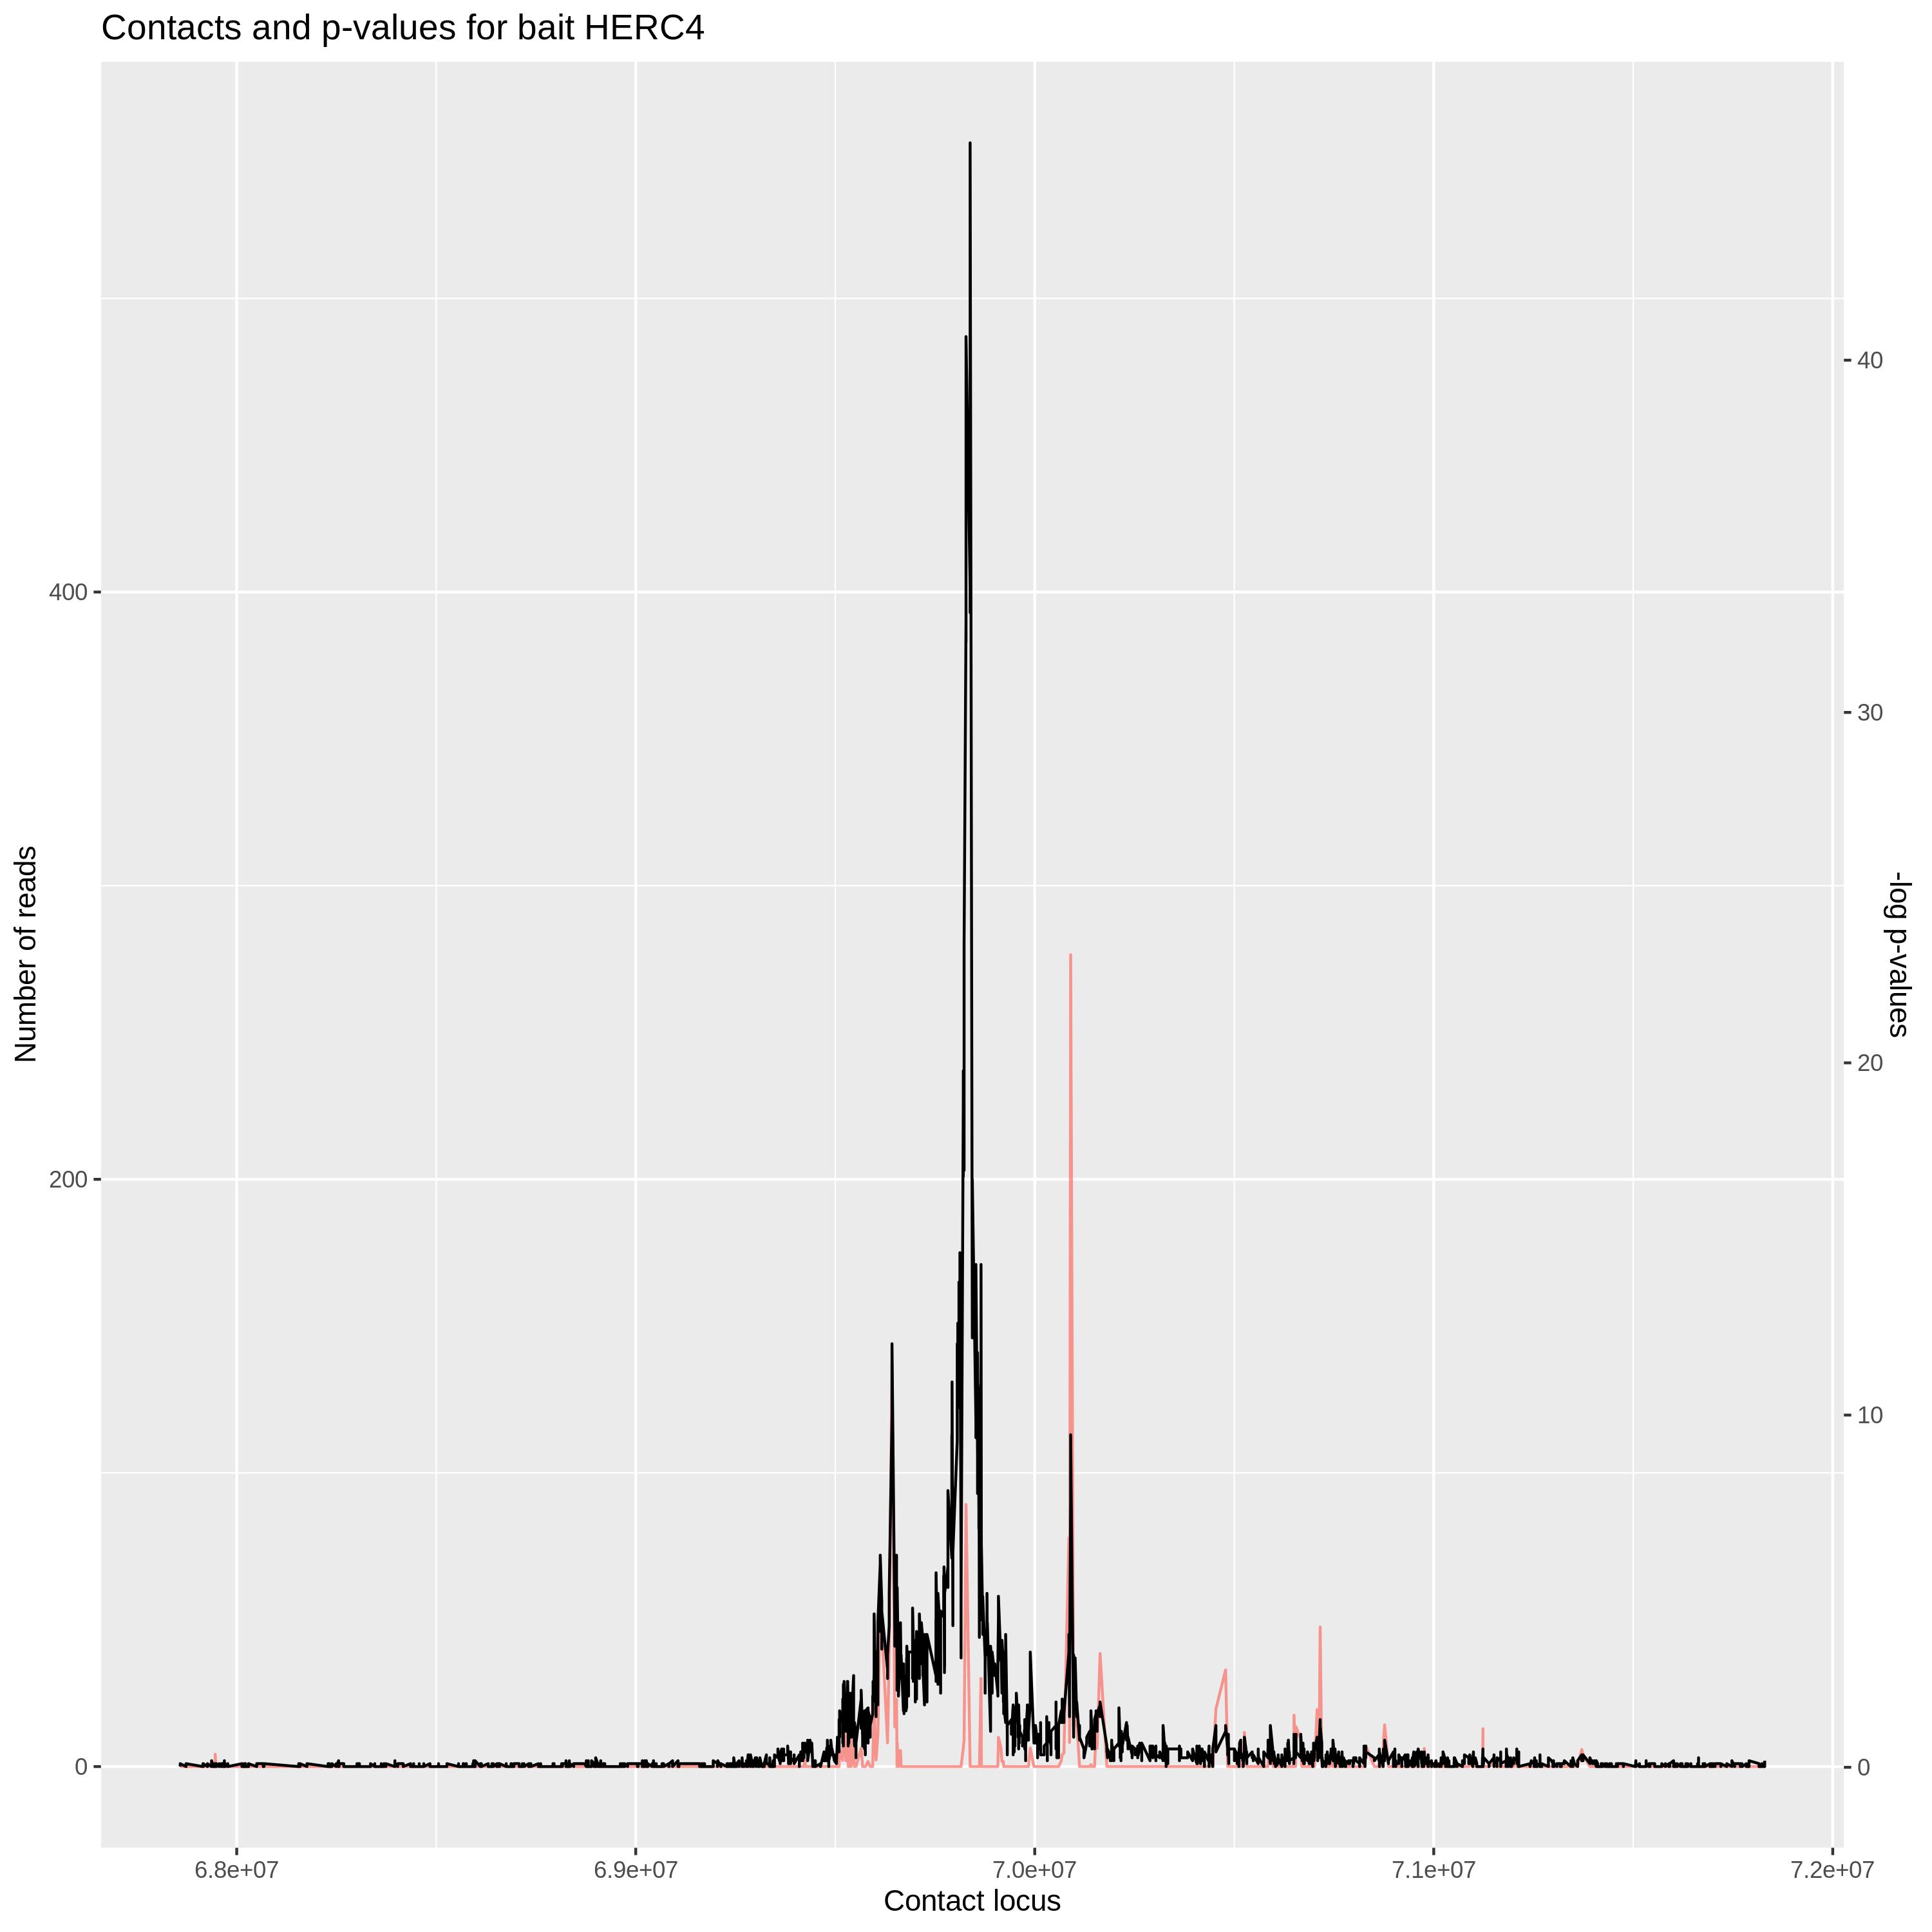 Contacts and p-values for bait HERC4
Number of reads
400
200
0
40
30
20
10
0
-log p-values
6.8e+07
6.9e+07
7.0e+07
7.1e+07
7.2e+07
Contact locus